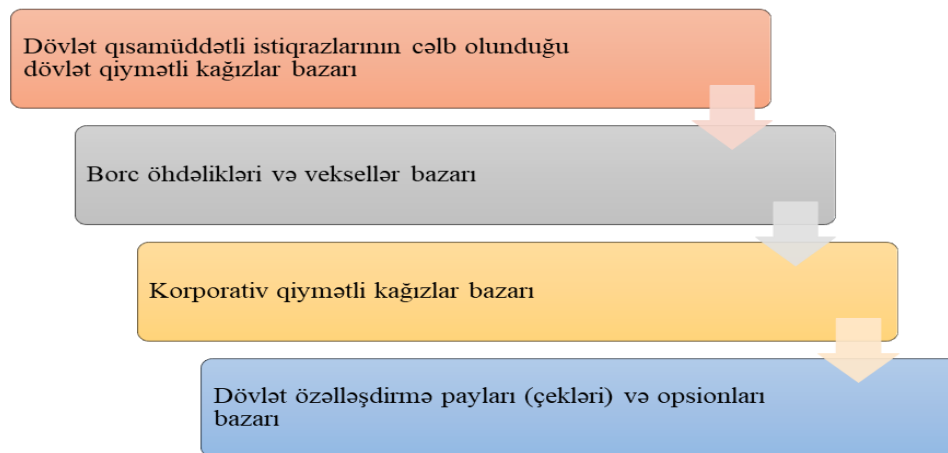 Dövlət qısamüddətli istiqrazlarının cəlb olunduğu
dövlət qiymətli kağızlar bazarı
Borc öhdəlikləri və veksellər bazarı
Korporativ qiymətli kağızlar bazarı
Dövlət özəlləşdirmə payları (çekləri) və opsionları
bazarı